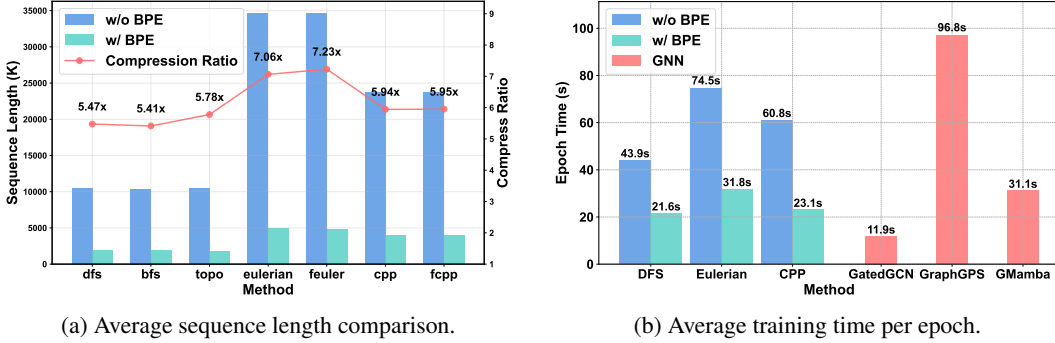 w/o BPE
w/ BPE
Compression Ratio
Sequence Length (K)
35000
30000
25000
20000
15000
10000
5000
0
5.47x
5.41x
5.78x
7.06x
7.23x
5.94x
5.95x
9
8
7
6
5
4
3
2
1
Compress Ratio
dfs bfs topo eulerian feuler cpp fcpp
Method
(a) Average sequence length comparison.
w/o BPE
w/ BPE
GNN
Epoch Time (s)
100
80
60
40
20
0
43.9s
21.6s
74.5s
31.8s
60.8s
23.1s
11.9s
96.8s
31.1s
DFS Eulerian CPP GatedGCN GraphGPS GMamba
Method
(b) Average training time per epoch.